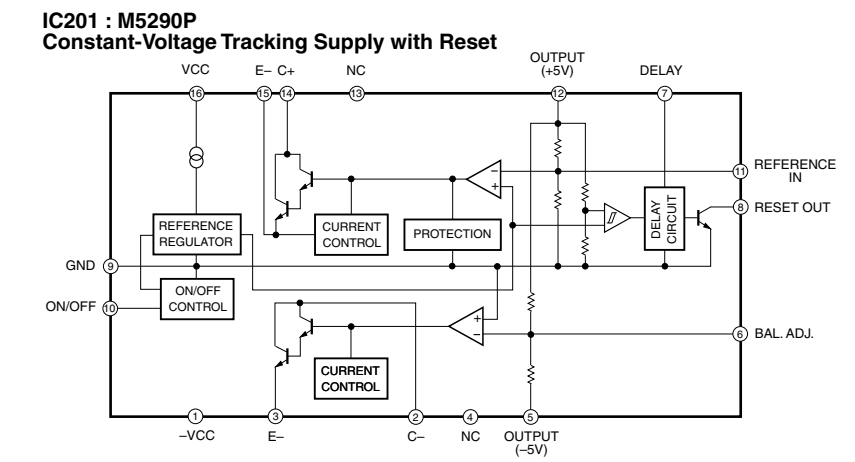 IC201 : M5290P
Constant-Voltage Tracking Supply with Reset
VCC
E– C+
NC
OUTPUT
(+5V)
DELAY
16
15
14
13
12
7
REFERENCE
IN
11
–
+
RESET OUT
8
REFERENCE
REGULATOR
CURRENT
CONTROL
PROTECTION
DELAY
CIRCUIT
GND
9
ON/OFF
10
ON/OFF
CONTROL
+
–
6
BAL. ADJ.
CURRENT
CONTROL
1
3
2
4
5
–VCC
E–
C–
NC
OUTPUT
(–5V)